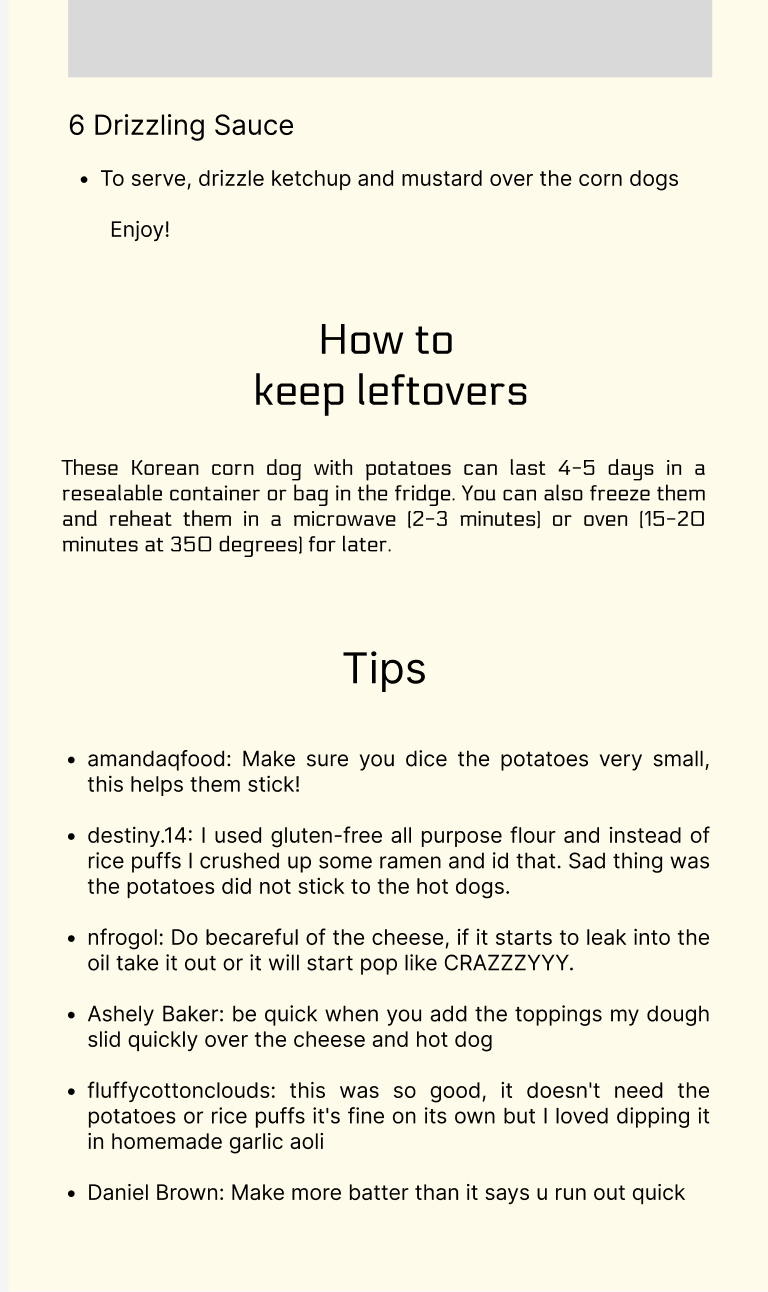 6 Drizzling Sauce
• To serve, drizzle ketchup and mustard over the corn dogs
Enjoy!
How to
keep leftovers
These Korean corn dog with potatoes can last 4-5 days in a
resealable container or bag in the fridge. You can also freeze them
and reheat them in a microwave (2-3 minutes) or oven (15-20
minutes at 350 degrees) for later.
Tips
• amandaqfood: Make sure you dice the potatoes very small,
this helps them stick!
• destiny.14: I used gluten-free all purpose flour and instead of
rice puffs I crushed up some ramen and id that. Sad thing was
the potatoes did not stick to the hot dogs.
• nfrogol: Do becareful of the cheese, if it starts to leak into the
oil take it out or it will start pop like CRAZZZYYY.
• Ashely Baker: be quick when you add the toppings my dough
slid quickly over the cheese and hot dog
• fluffycottonclouds: this was so good, it doesn't need the
potatoes or rice puffs it's fine on its own but I loved dipping it
in homemade garlic aoli
• Daniel Brown: Make more batter than it says u run out quick